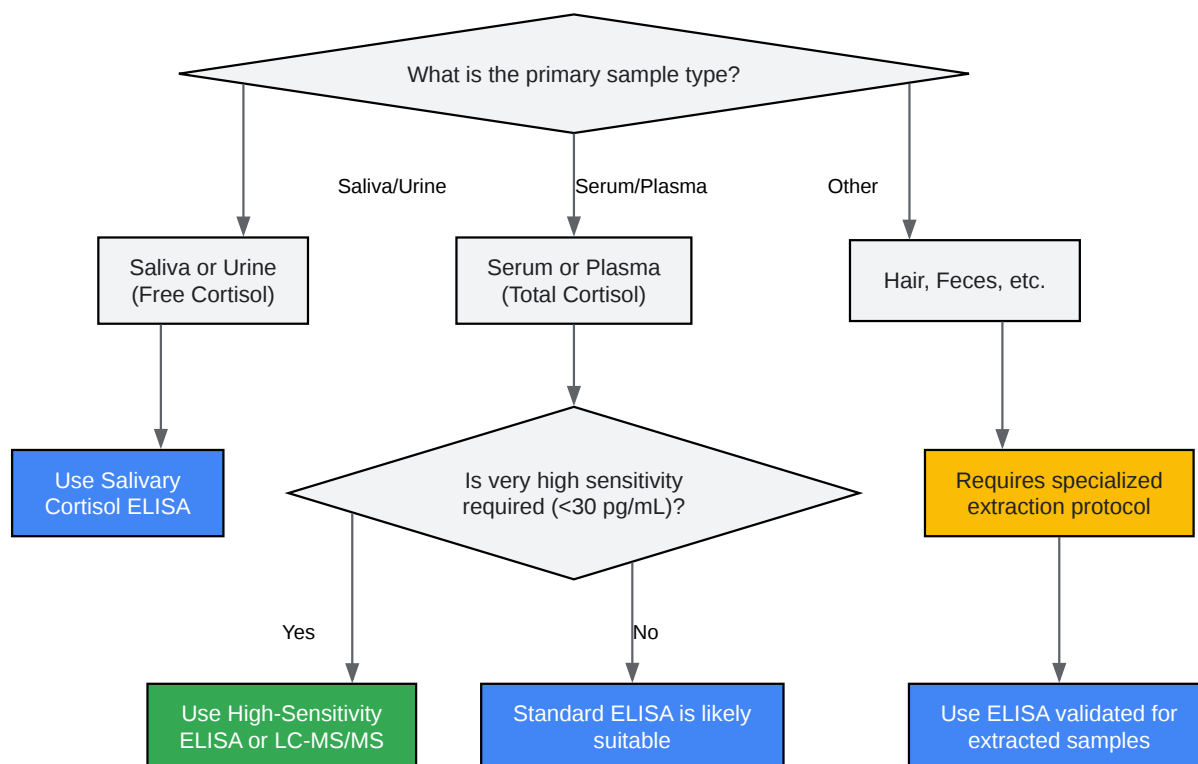 What is the primary sample type?
Saliva/Urine
Serum/Plasma
Other
Saliva or Urine
(Free Cortisol)
Serum or Plasma
(Total Cortisol)
Hair, Feces, etc.
Use Salivary
Cortisol ELISA
Is very high sensitivity
required (<30 pg/mL)?
Requires specialized
extraction protocol
Yes
No
Use High-Sensitivity
ELISA or LC-MS/MS
Standard ELISA is likely
suitable
Use ELISA validated for
extracted samples